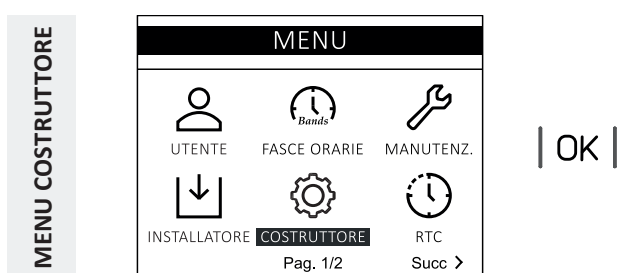 MENU COSTRUTTORE
MENU
Bands
UTENTE FASCE ORARIE MANUTENZ.
INSTALLATORE COSTRUTTORE RTC
Pag. 1/2 Succ >
| OK |